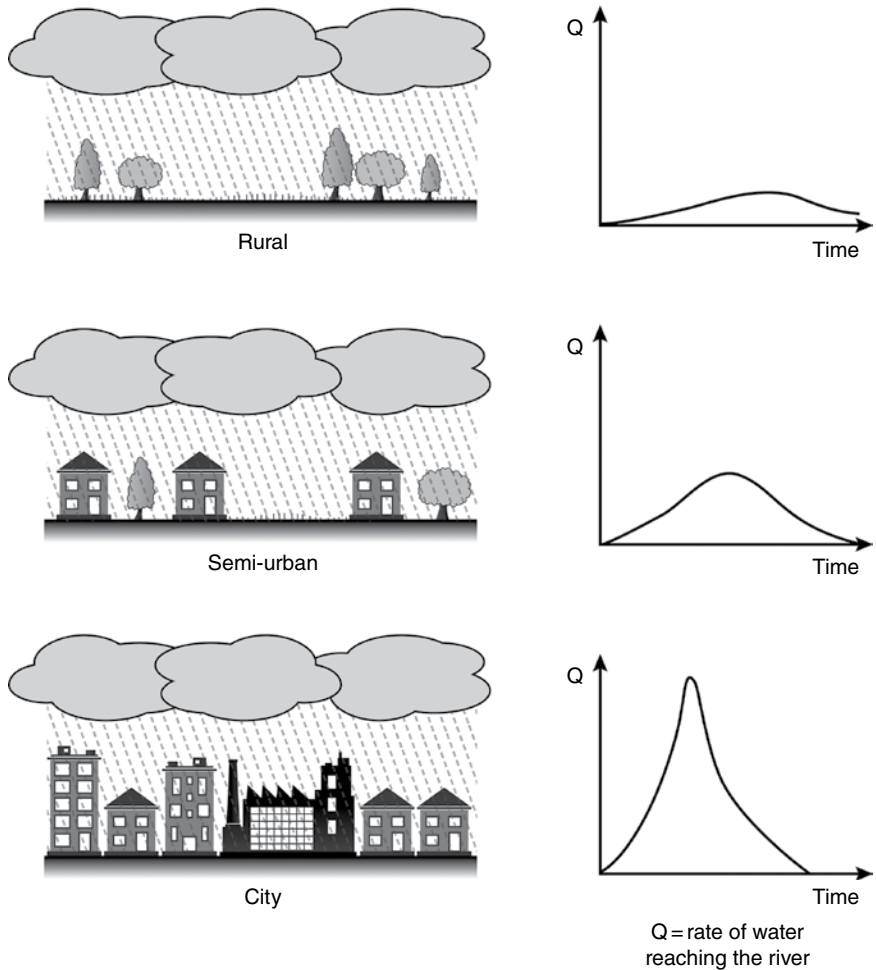 Q
Time
Rural
Q
Time
Semi-urban
Q
Time
City
Q = rate of water
reaching the river